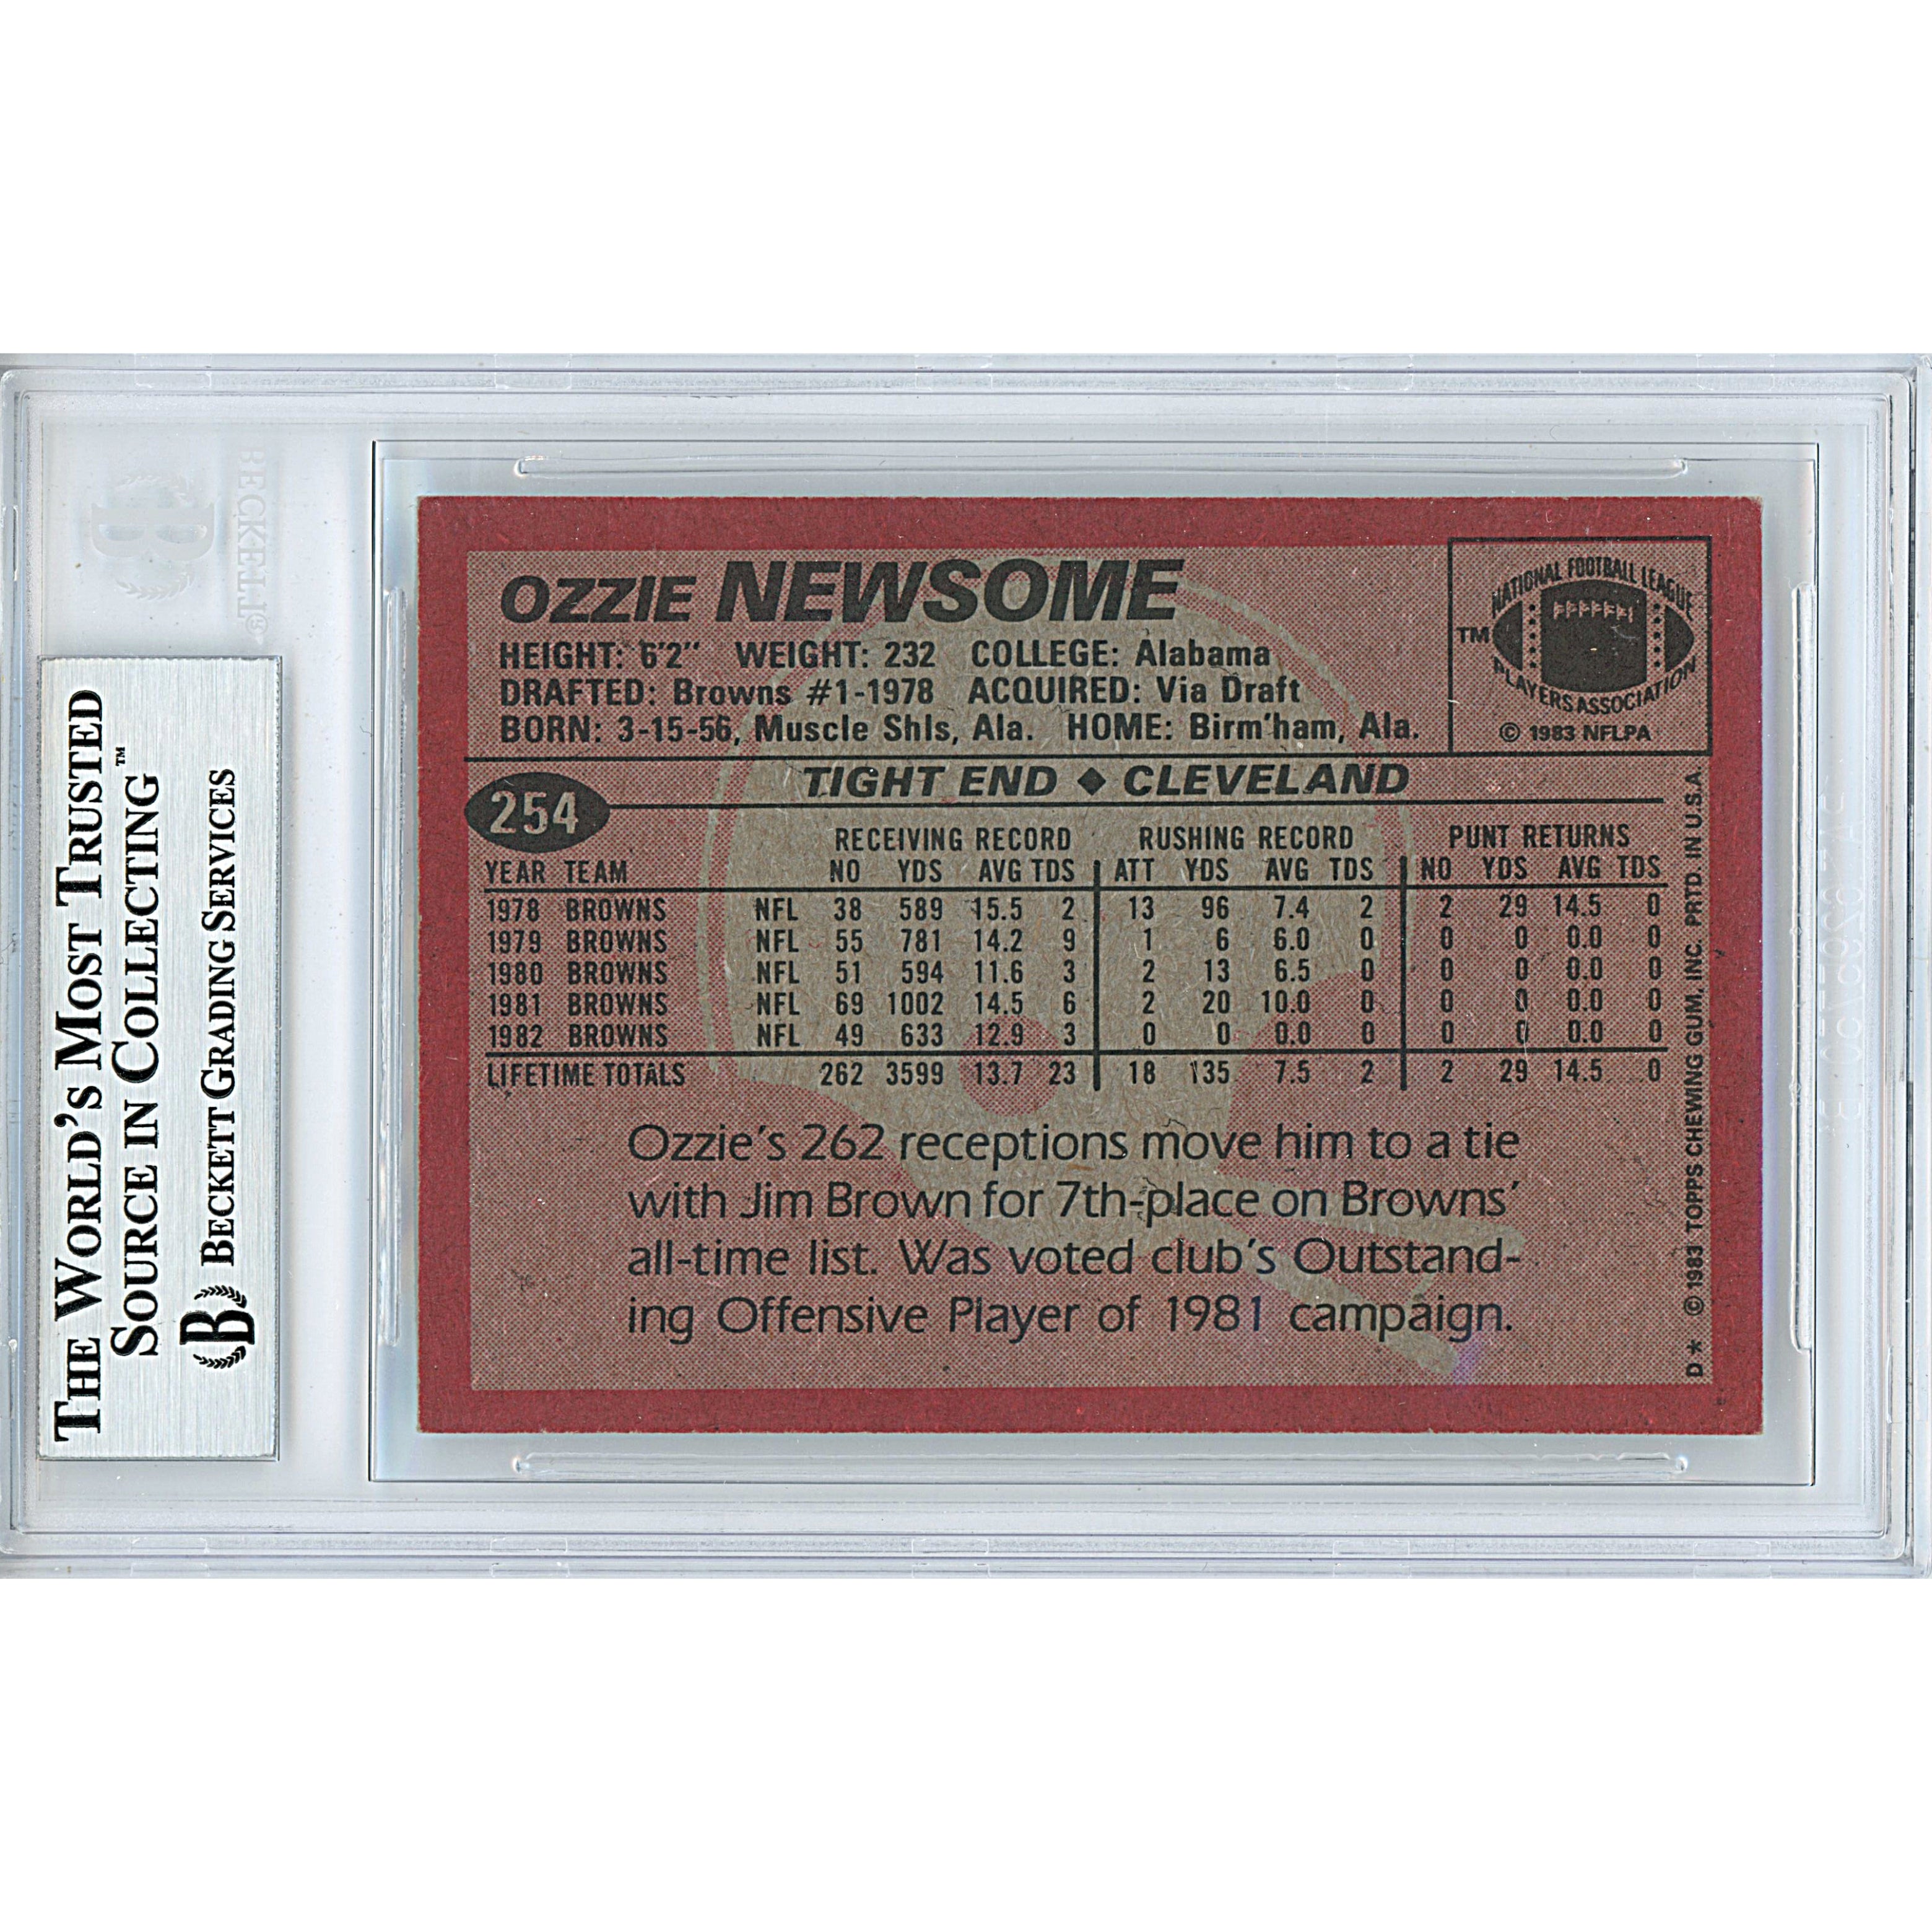 THE WORLD'S MOST TRUSTED
SOURCE IN COLLECTING™
B BECKETT GRADING SERVICES
BECKETT®
OZZIE NEWSOME
HEIGHT: 6'2" WEIGHT: 232 COLLEGE: Alabama
DRAFTED: Browns #1-1978 ACQUIRED: Via Draft
BORN: 3-15-56, Muscle Shls, Ala. HOME: Birm'ham, Ala.
NATIONAL FOOTBALL LEAGUE
TM
PLAYERS ASSOCIATION
© 1983 NFLPA
TIGHT END ◆ CLEVELAND
254
RECEIVING RECORD RUSHING RECORD PUNT RETURNS
YEAR TEAM NO YDS AVG TDS ATT YDS AVG TDS NO YDS AVG TDS
1978 BROWNS NFL 38 589 15.5 2 13 96 7.4 2 2 29 14.5 0
1979 BROWNS NFL 55 781 14.2 9 1 6 6.0 0 0 0 0.0 0
1980 BROWNS NFL 51 594 11.6 3 2 13 6.5 0 0 0 0.0 0
1981 BROWNS NFL 69 1002 14.5 6 2 20 10.0 0 0 0 0.0 0
1982 BROWNS NFL 49 633 12.9 3 0 0 0.0 0 0 0 0.0 0
LIFETIME TOTALS 262 3599 13.7 23 18 135 7.5 2 2 29 14.5 0
Ozzie's 262 receptions move him to a tie
with Jim Brown for 7th-place on Browns'
all-time list. Was voted club's Outstand-
ing Offensive Player of 1981 campaign.
D* © 1983 TOPPS CHEWING GUM, INC. PRTD. IN U.S.A.